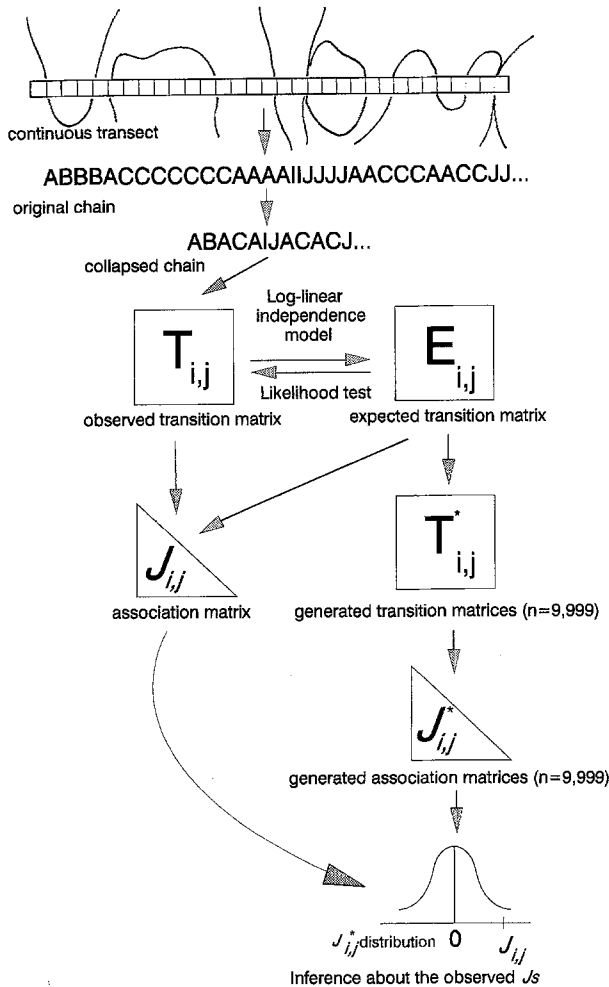 continuous transect
ABBBACCCCCCCAAAAIIJJJJAACCCAACCJJ...
original chain
ABACAIJACACJ...
collapsed chain
Log-linear
independence
model
T i,j
E i,j
Likelihood test
observed transition matrix
expected transition matrix
J i,j
T* i,j
association matrix
generated transition matrices (n=9,999)
J* i,j
generated association matrices (n=9,999)
J* i,j distribution 0 J i,j
Inference about the observed Js